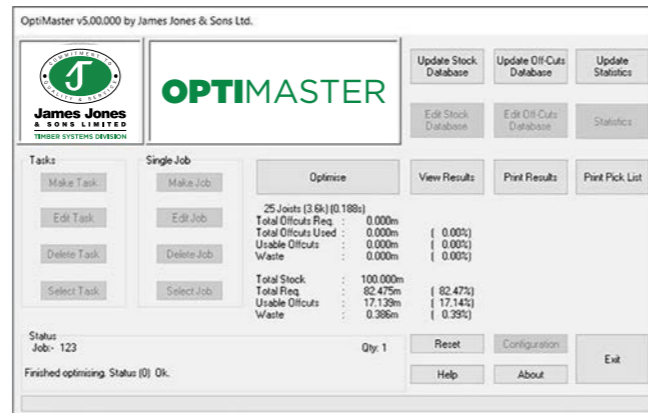 OptiMaster v5.00.000 by James Jones & Sons Ltd.
COMMITMENT TO QUALITY & SERVICE
J
James Jones
& SONS LIMITED
TIMBER SYSTEMS DIVISION
OPTIMASTER
Update Stock Database
Update Off-Cuts Database
Update Statistics
Edit Stock Database
Edit Off-Cuts Database
Statistics
Tasks
Make Task
Edit Task
Delete Task
Select Task
Single Job
Make Job
Edit Job
Delete Job
Select Job
Optimise
View Results
Print Results
Print Pick List
25 Joists (3.6k) (0.188s)
Total Offcuts Req. : 0.000m
Total Offcuts Used : 0.000m ( 0.00%)
Usable Offcuts : 0.000m ( 0.00%)
Waste : 0.000m ( 0.00%)
Total Stock : 100.000m
Total Req. : 82.475m ( 82.47%)
Usable Offcuts : 17.139m ( 17.14%)
Waste : 0.386m ( 0.39%)
Status
Job:- 123
Qty: 1
Finished optimising. Status (0) Ok.
Reset
Configuration
Exit
Help
About